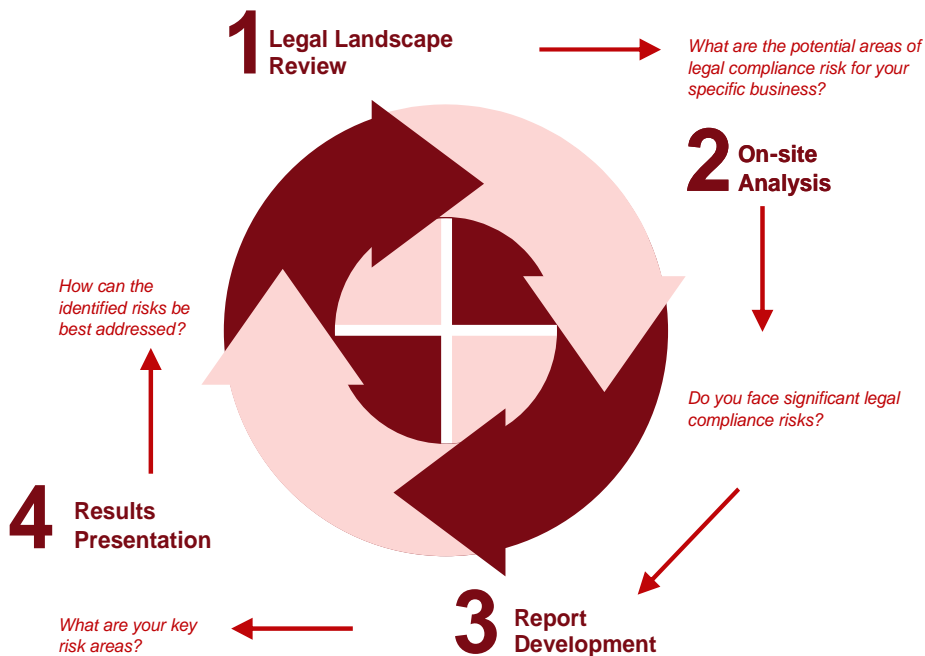 1 Legal Landscape
Review
What are the potential areas of
legal compliance risk for your
specific business?
2 On-site
Analysis
Do you face significant legal
compliance risks?
3 Report
Development
What are your key
risk areas?
4 Results
Presentation
How can the
identified risks be
best addressed?